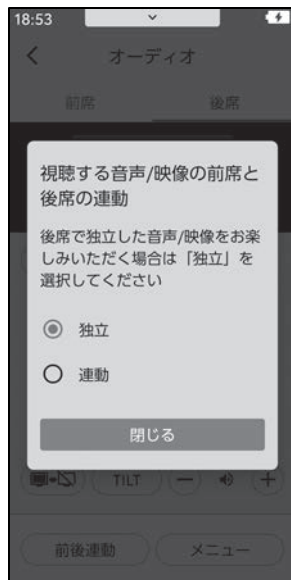 18:53
オーディオ
前席
後席
視聴する音声/映像の前席と
後席の連動
後席で独立した音声/映像をお楽
しみいただく場合は「独立」を
選択してください
独立
連動
閉じる
TILT
前後連動
メニュー